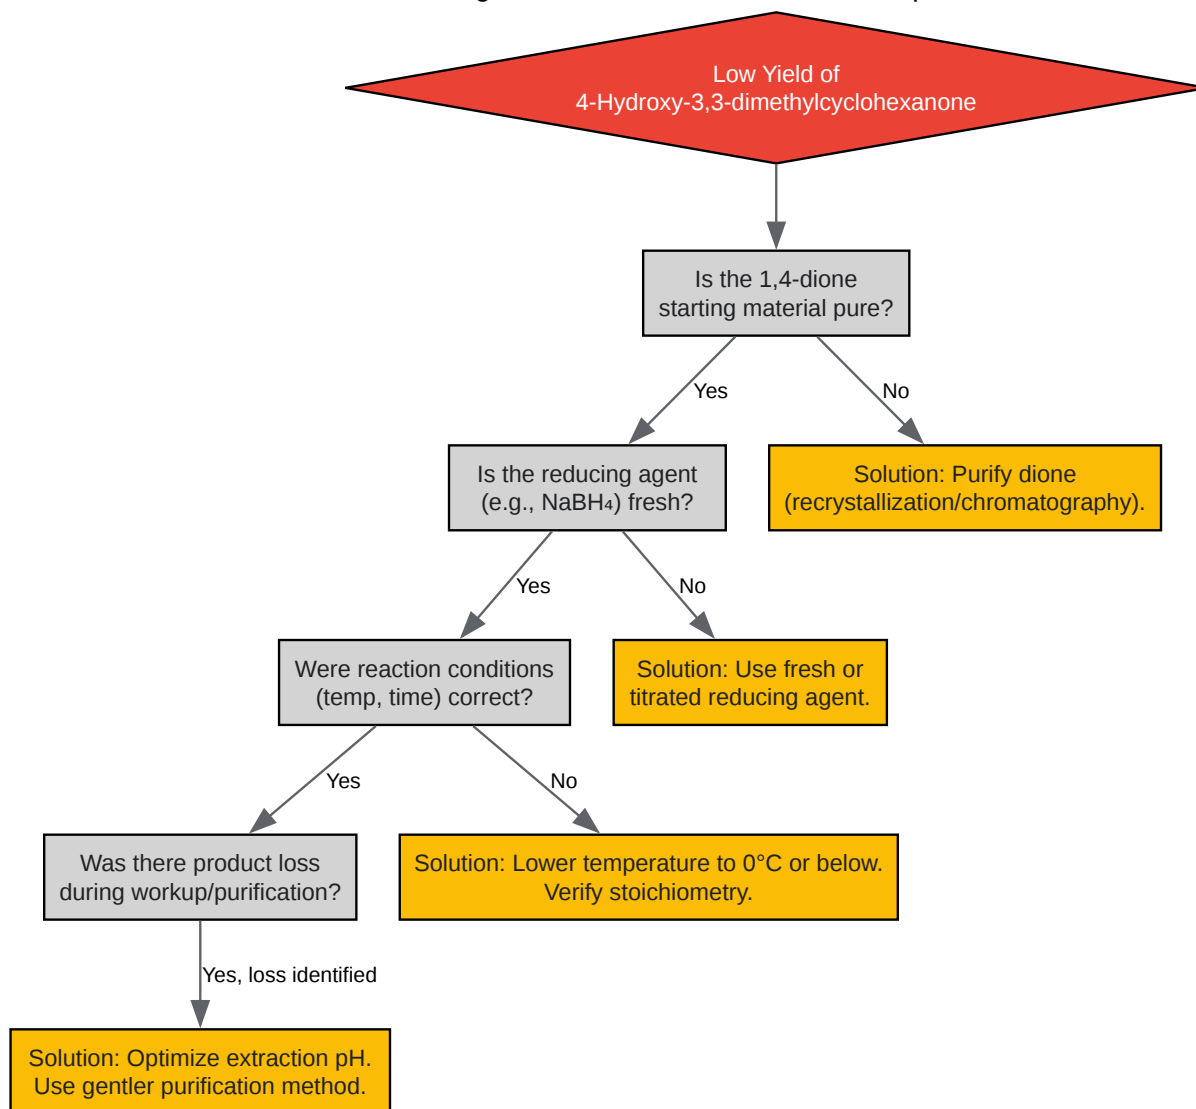 Low Yield of
4-Hydroxy-3,3-dimethylcyclohexanone
Is the 1,4-dione
starting material pure?
Yes
No
Is the reducing agent
(e.g., NaBH₄) fresh?
Solution: Purify dione
(recrystallization/chromatography).
Yes
No
Were reaction conditions
(temp, time) correct?
Solution: Use fresh or
titrated reducing agent.
Yes
No
Was there product loss
during workup/purification?
Solution: Lower temperature to 0°C or below.
Verify stoichiometry.
Yes, loss identified
Solution: Optimize extraction pH.
Use gentler purification method.